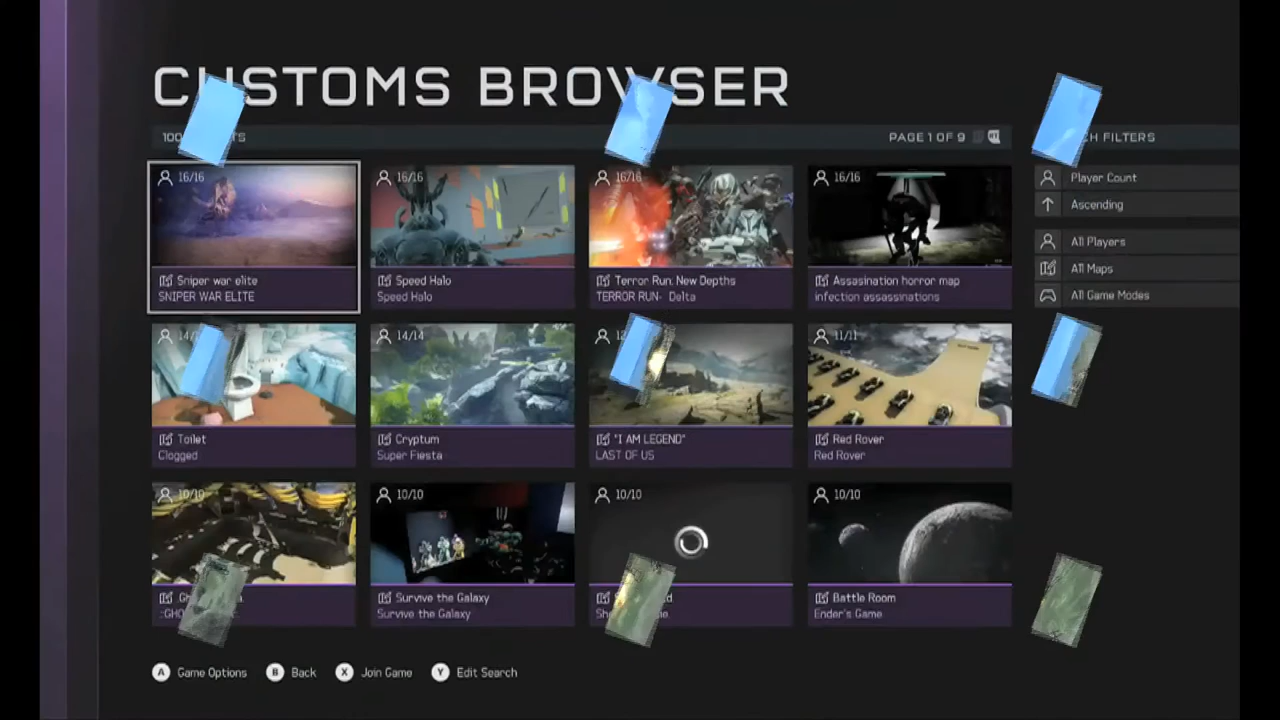 CUSTOMS BROWSER
PAGE 1 OF 9
RT
FILTERS
16/16
16/16
16/16
16/16
Player Count
Ascending
All Players
All Maps
All Game Modes
Sniper war elite
SNIPER WAR ELITE
Speed Halo
Speed Halo
Terror Run: New Depths
TERROR RUN- Delta
Assasination horror map
infection assassinations
14/14
11/11
Toilet
Clogged
Cryptum
Super Fiesta
"I AM LEGEND"
LAST OF US
Red Rover
Red Rover
10/10
10/10
10/10
10/10
Survive the Galaxy
Survive the Galaxy
Battle Room
Ender's Game
A Game Options B Back X Join Game Y Edit Search